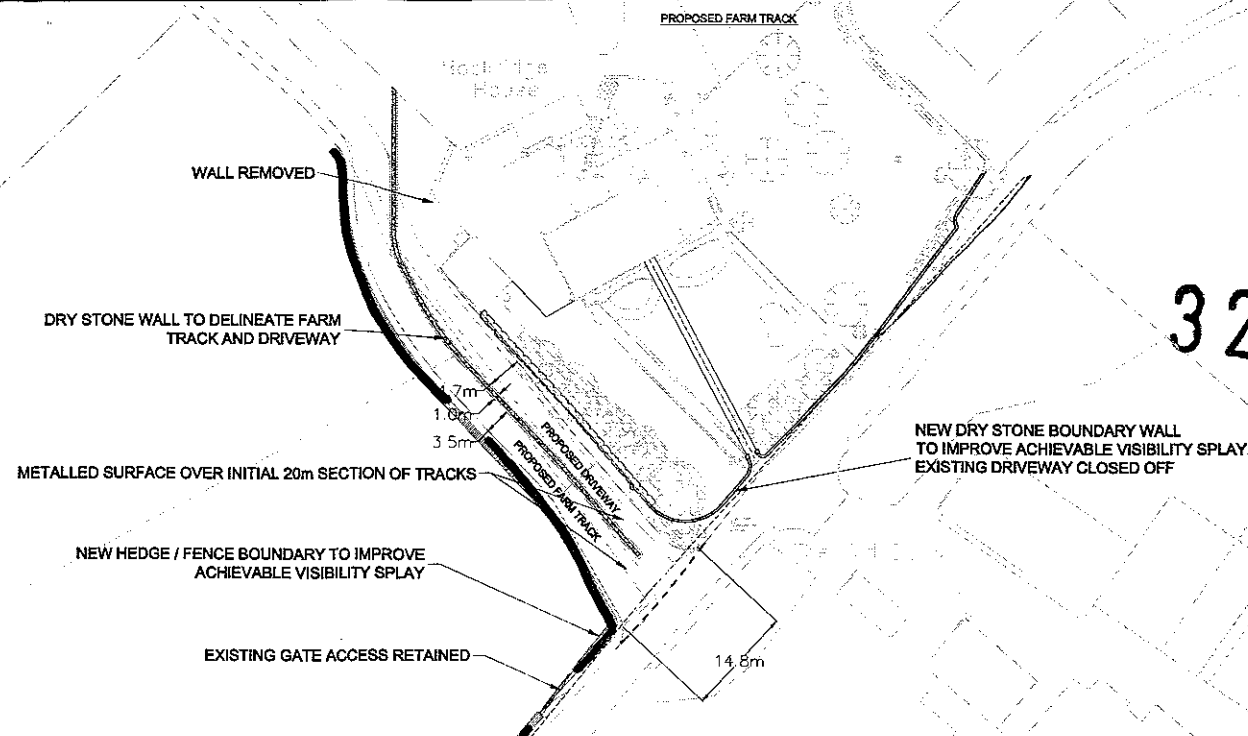 PROPOSED FARM TRACK
House
WALL REMOVED
DRY STONE WALL TO DELINEATE FARM
TRACK AND DRIVEWAY
32
.7m
1.0m
3.5m
PROPOSED DRIVEWAY
PROPOSED FARM TRACK
NEW DRY STONE BOUNDARY WALL
TO IMPROVE ACHIEVABLE VISIBILITY SPLAY.
EXISTING DRIVEWAY CLOSED OFF
METALLED SURFACE OVER INITIAL 20m SECTION OF TRACKS
NEW HEDGE / FENCE BOUNDARY TO IMPROVE
ACHIEVABLE VISIBILITY SPLAY
EXISTING GATE ACCESS RETAINED
14.8m